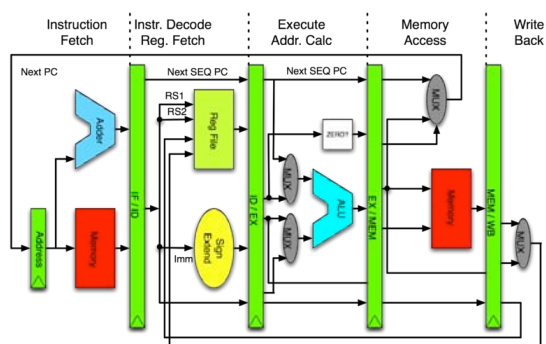 Instruction
Fetch
Instr. Decode
Reg. Fetch
Execute
Addr. Calc
Memory
Access
Write
Back
Next PC
Next SEQ PC
Next SEQ PC
RS1
RS2
Imm
Adder
Address
Memory
IF / ID
Reg File
Sign
Extend
ID / EX
ZERO?
MUX
MUX
ALU
EX / MEM
MUX
Memory
MEM / WB
MUX